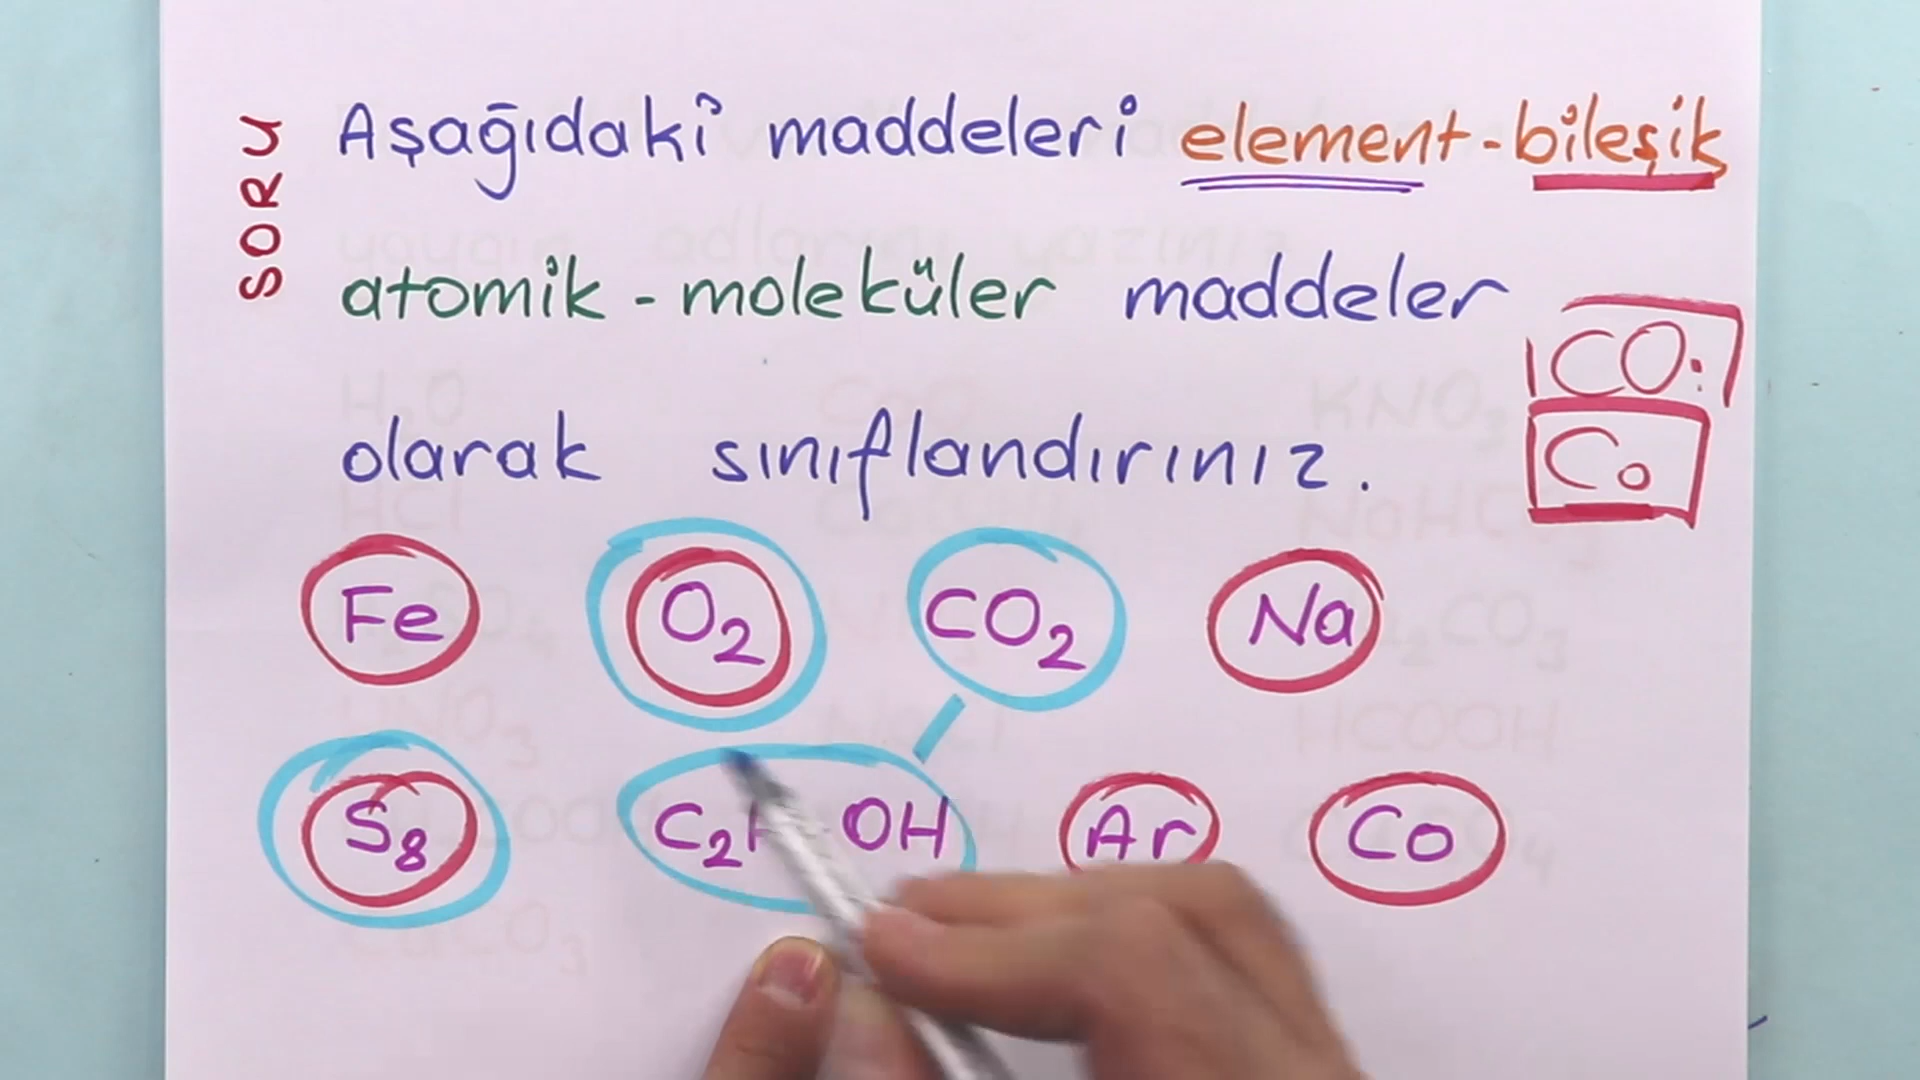 SORU
Aşağıdaki maddeleri element-bileşik
atomik-moleküler maddeler
olarak sınıflandırınız.
CO
Co
Fe O₂ CO₂ Na
S₈ OH Ar Co